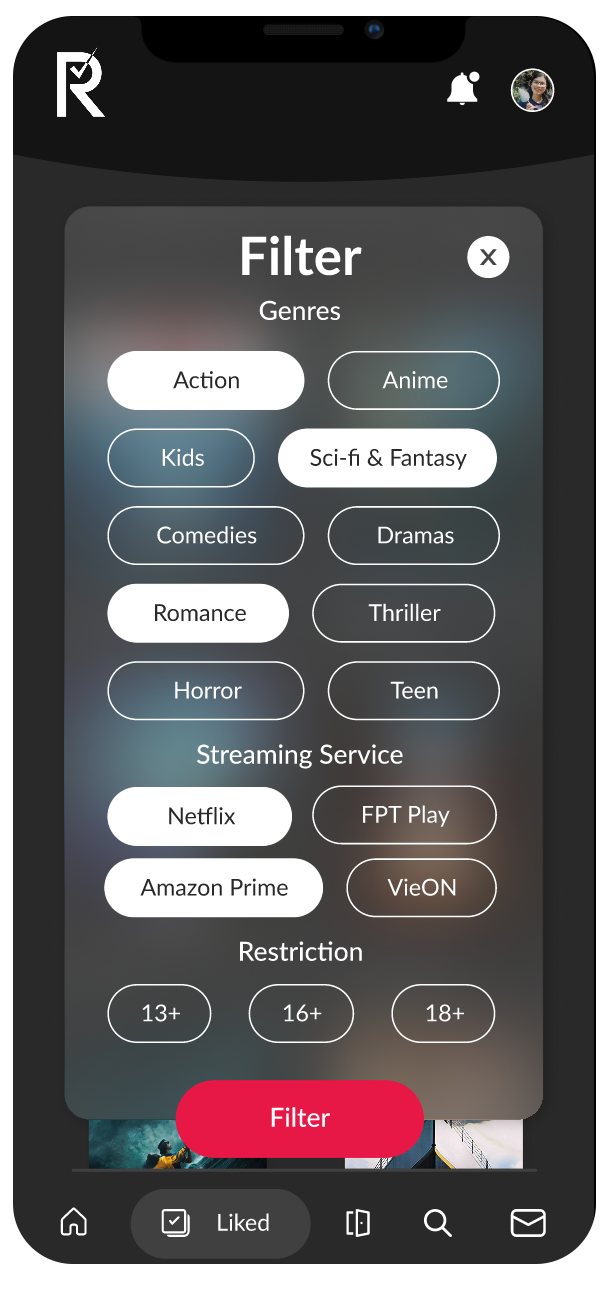 R
Filter
X
Genres
Action Anime
Kids Sci-fi & Fantasy
Comedies Dramas
Romance Thriller
Horror Teen
Streaming Service
Netflix FPT Play
Amazon Prime VieON
Restriction
13+ 16+ 18+
Filter
Liked